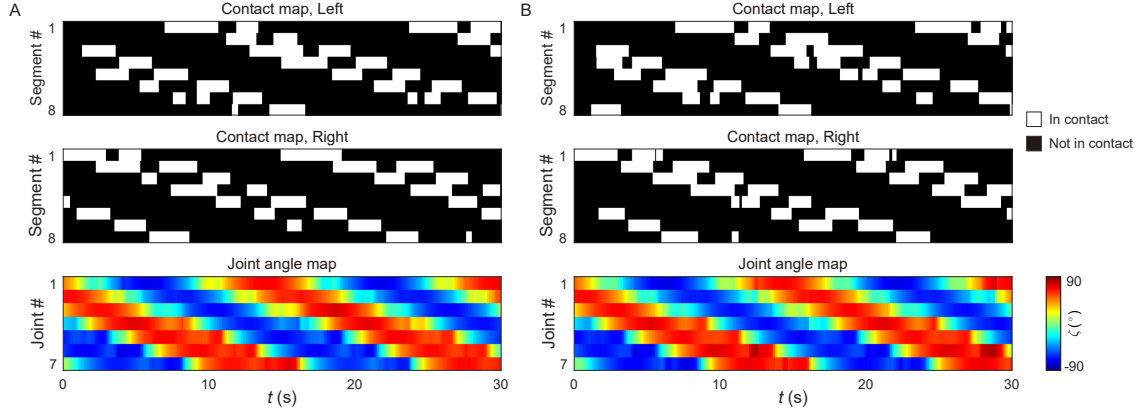 A
Contact map, Left
Segment #
1
8
Contact map, Right
Segment #
1
8
Joint angle map
Joint #
1
7
0
10
20
30
t (s)
B
Contact map, Left
Segment #
1
8
Contact map, Right
Segment #
1
8
Joint angle map
Joint #
1
7
0
10
20
30
t (s)
In contact
Not in contact
90
ζ (°)
-90